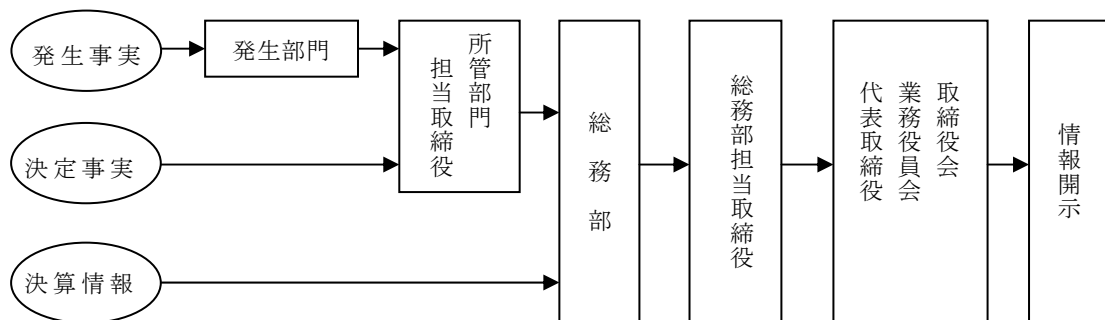 発生事実
発生部門
所管部門
担当取締役
決定事実
決算情報
総務部
総務部担当取締役
取締役会
業務役員会
代表取締役
情報開示